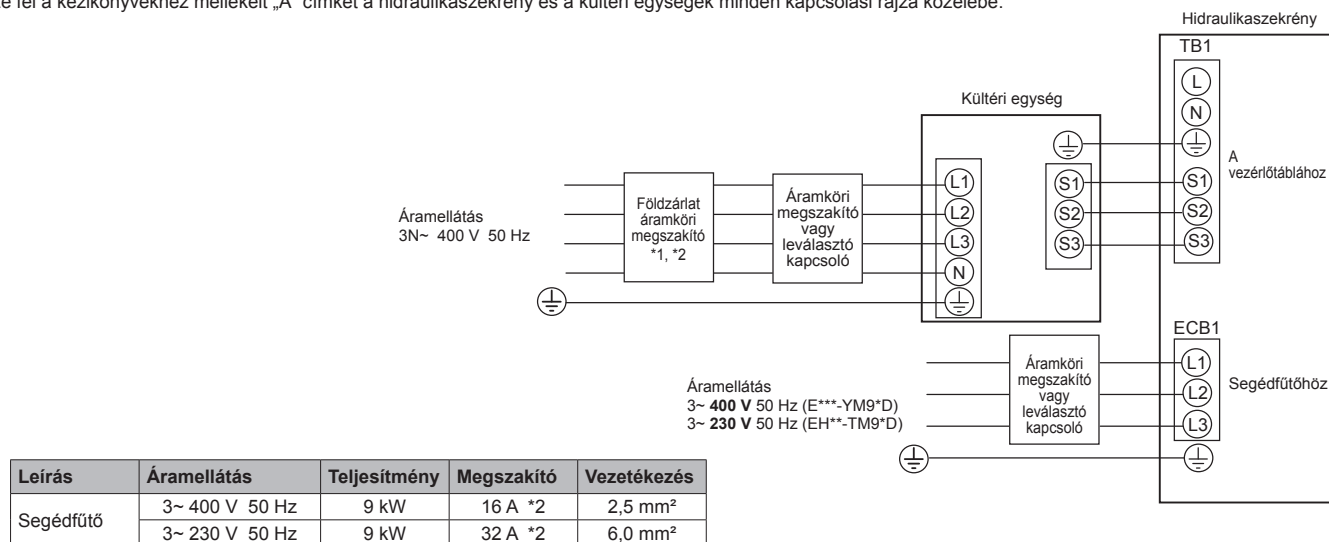 fel a kézikönyvekhez mellékelt „A” címkét a hidraulikaszekrény és a kültéri egységek minden kapcsolási rajza közelébe.
Hidraulikaszekrény
TB1
L
N
Kültéri egység
A
vezérlőtáblához
S1
S2
S3
S1
S2
S3
Áramellátás
3N~ 400 V 50 Hz
Földzárlat
áramköri
megszakító
*1, *2
Áramköri
megszakító
vagy
leválasztó
kapcsoló
L1
L2
L3
N
ECB1
L1
L2
L3
Segédfűtőhöz
Áramellátás
3~ 400 V 50 Hz (E***-YM9*D)
3~ 230 V 50 Hz (EH**-TM9*D)
Áramköri
megszakító
vagy
leválasztó
kapcsoló
Leírás Áramellátás Teljesítmény Megszakító Vezetékezés
Segédfűtő 3~ 400 V 50 Hz 9 kW 16 A *2 2,5 mm²
3~ 230 V 50 Hz 9 kW 32 A *2 6,0 mm²